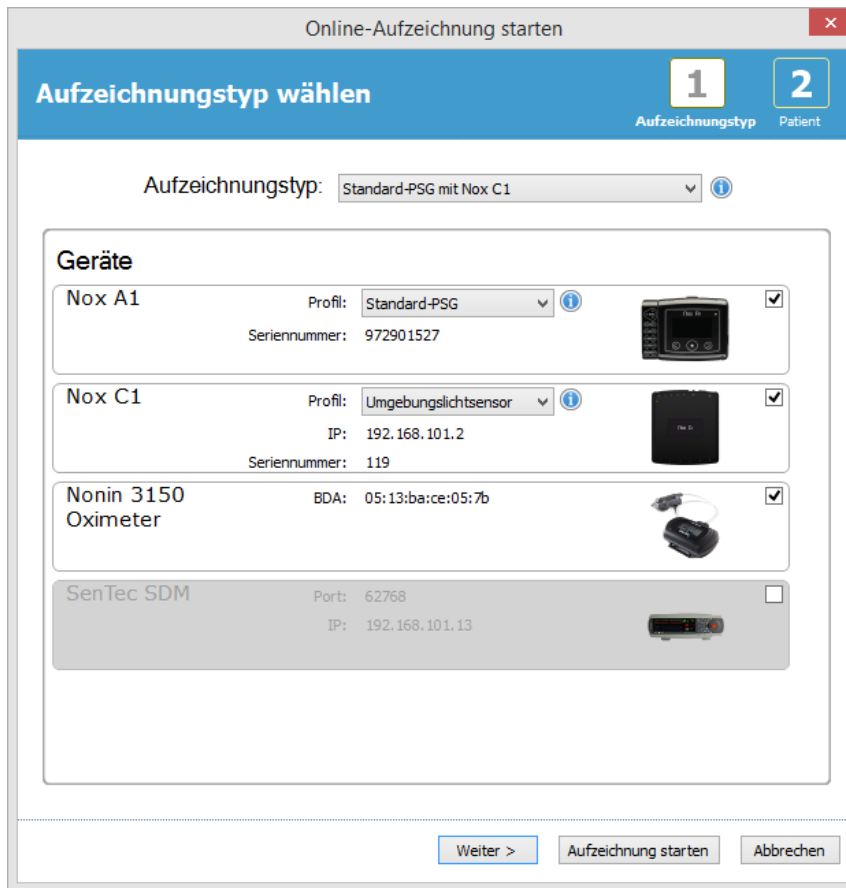 Online-Aufzeichnung starten
Aufzeichnungstyp wählen
1
Aufzeichnungstyp
2
Patient
Aufzeichnungstyp: Standard-PSG mit Nox C1
Geräte
Nox A1
Profil: Standard-PSG
Seriennummer: 972901527
Nox C1
Profil: Umgebungslichtsensor
IP: 192.168.101.2
Seriennummer: 119
Nonin 3150
Oximeter
BDA: 05:13:ba:ce:05:7b
SenTec SDM
Port: 62768
IP: 192.168.101.13
Weiter > Aufzeichnung starten Abbrechen